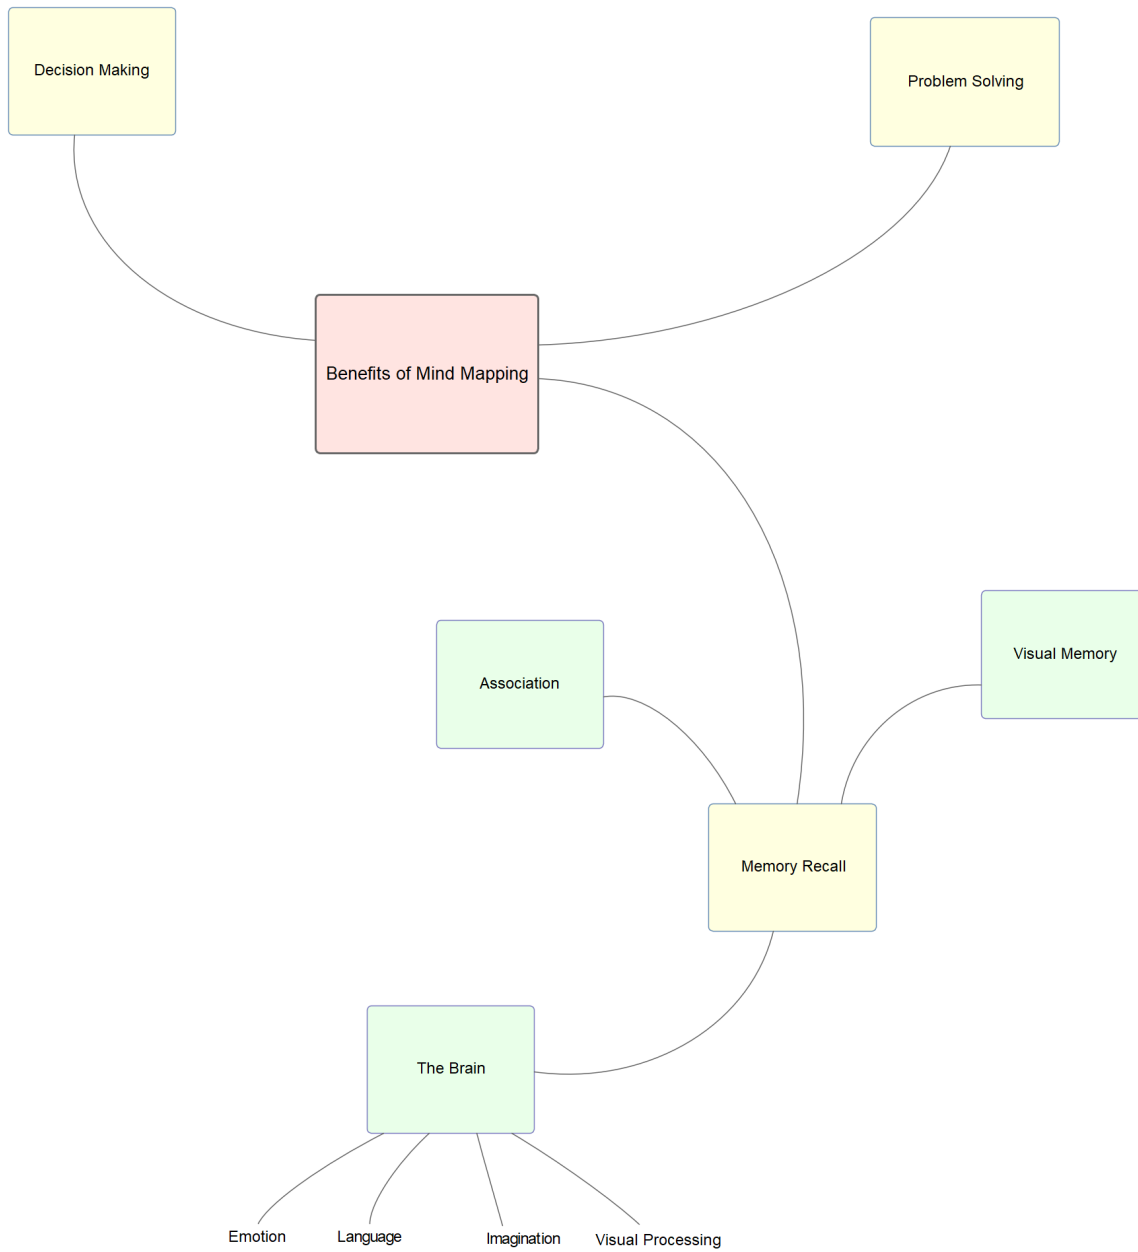 Decision Making
Problem Solving
Benefits of Mind Mapping
Visual Memory
Association
Memory Recall
The Brain
Emotion
Language
Imagination
Visual Processing